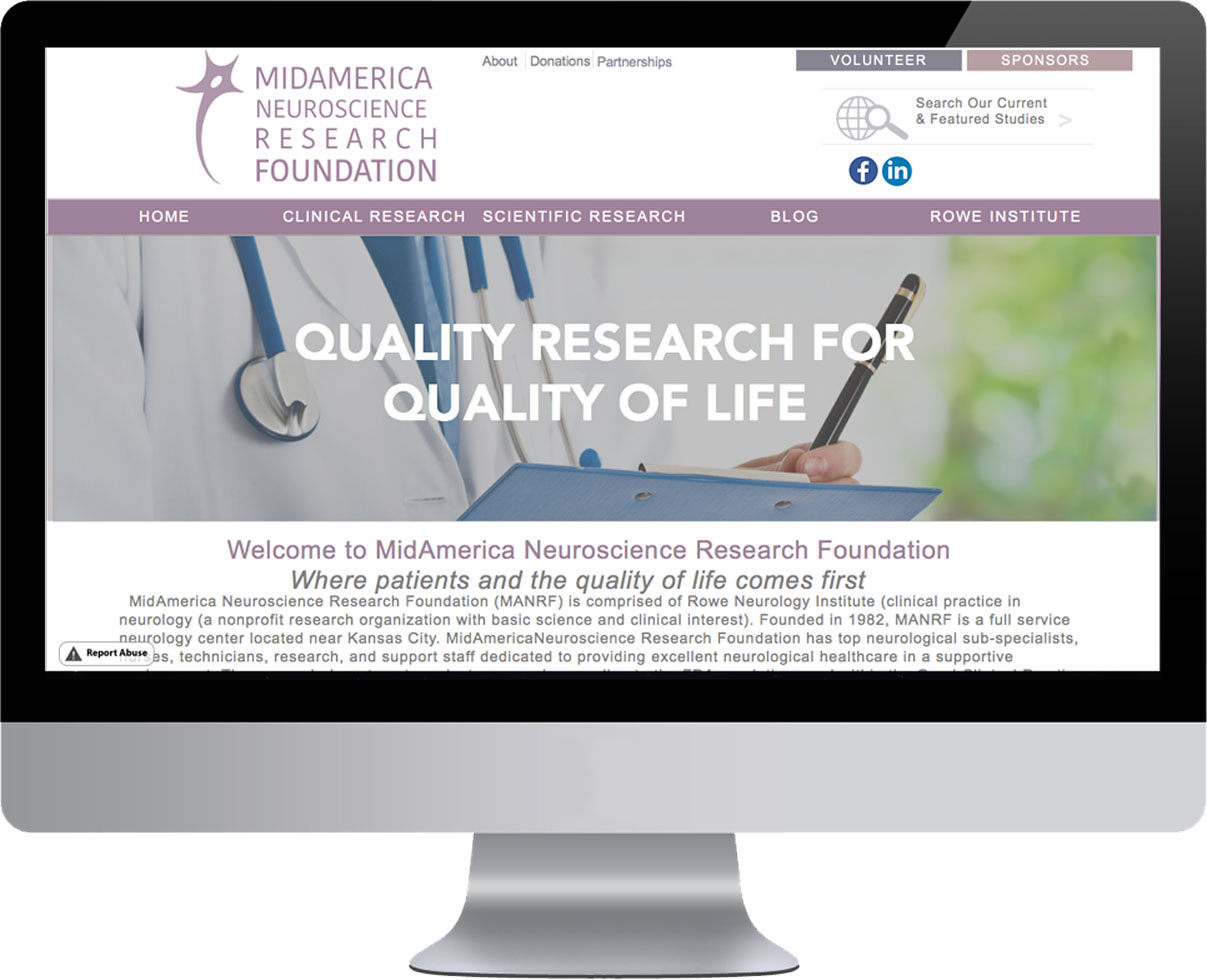 MIDAMERICA
NEUROSCIENCE
RESEARCH
FOUNDATION
About
Donations
Partnerships
VOLUNTEER
SPONSORS
Search Our Current
& Featured Studies >
f
in
HOME
CLINICAL RESEARCH
SCIENTIFIC RESEARCH
BLOG
ROWE INSTITUTE
QUALITY RESEARCH FOR
QUALITY OF LIFE
Welcome to MidAmerica Neuroscience Research Foundation
Where patients and the quality of life comes first
MidAmerica Neuroscience Research Foundation (MANRF) is comprised of Rowe Neurology Institute (clinical practice in
neurology (a nonprofit research organization with basic science and clinical interest). Founded in 1982, MANRF is a full service
neurology center located near Kansas City. MidAmericaNeuroscience Research Foundation has top neurological sub-specialists,
nurses, technicians, research, and support staff dedicated to providing excellent neurological healthcare in a supportive
Report Abuse